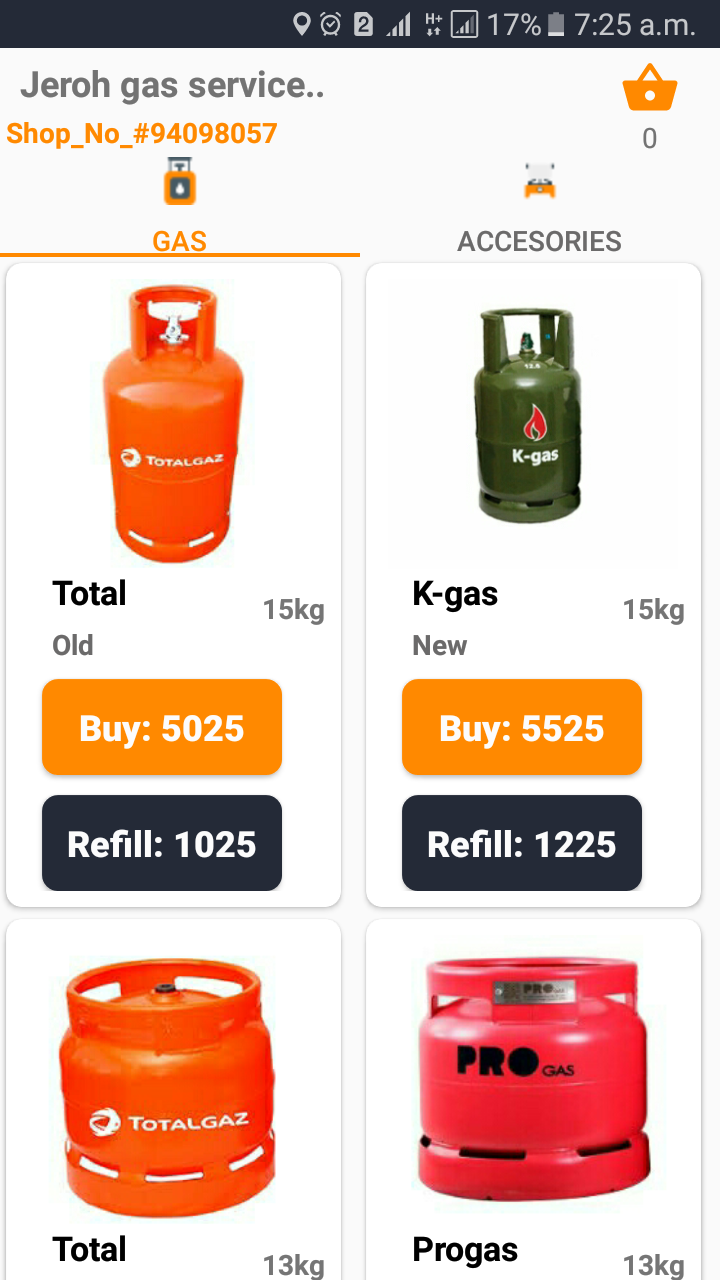 2 H+ 17% 7:25 a.m.
Jeroh gas service..
Shop_No_#94098057
0
GAS
ACCESORIES
TOTALGAZ
12.5
K-gas
Total
15kg
Old
Buy: 5025
Refill: 1025
K-gas
15kg
New
Buy: 5525
Refill: 1225
TOTALGAZ
PRO GAS
PRO GAS
Total
13kg
Progas
13kg